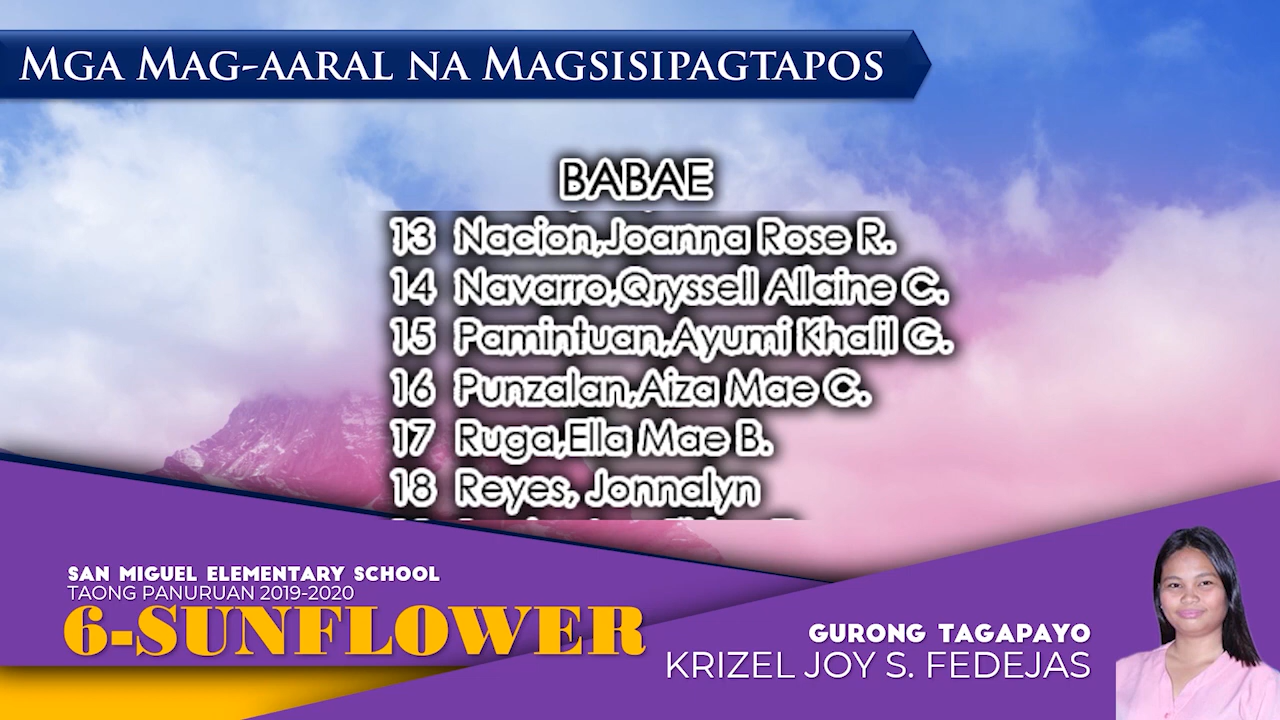 MGA MAG-AARAL NA MAGSISIPAGTAPOS
BABAE
13 Nacion,Joanna Rose R.
14 Navarro,Qryssell Allaine C.
15 Pamintuan,Ayumi Khalil G.
16 Punzalan,Aiza Mae C.
17 Ruga,Ella Mae B.
18 Reyes, Jonnalyn
SAN MIGUEL ELEMENTARY SCHOOL
TAONG PANURUAN 2019-2020
6-SUNFLOWER
GURONG TAGAPAYO
KRIZEL JOY S. FEDEJAS